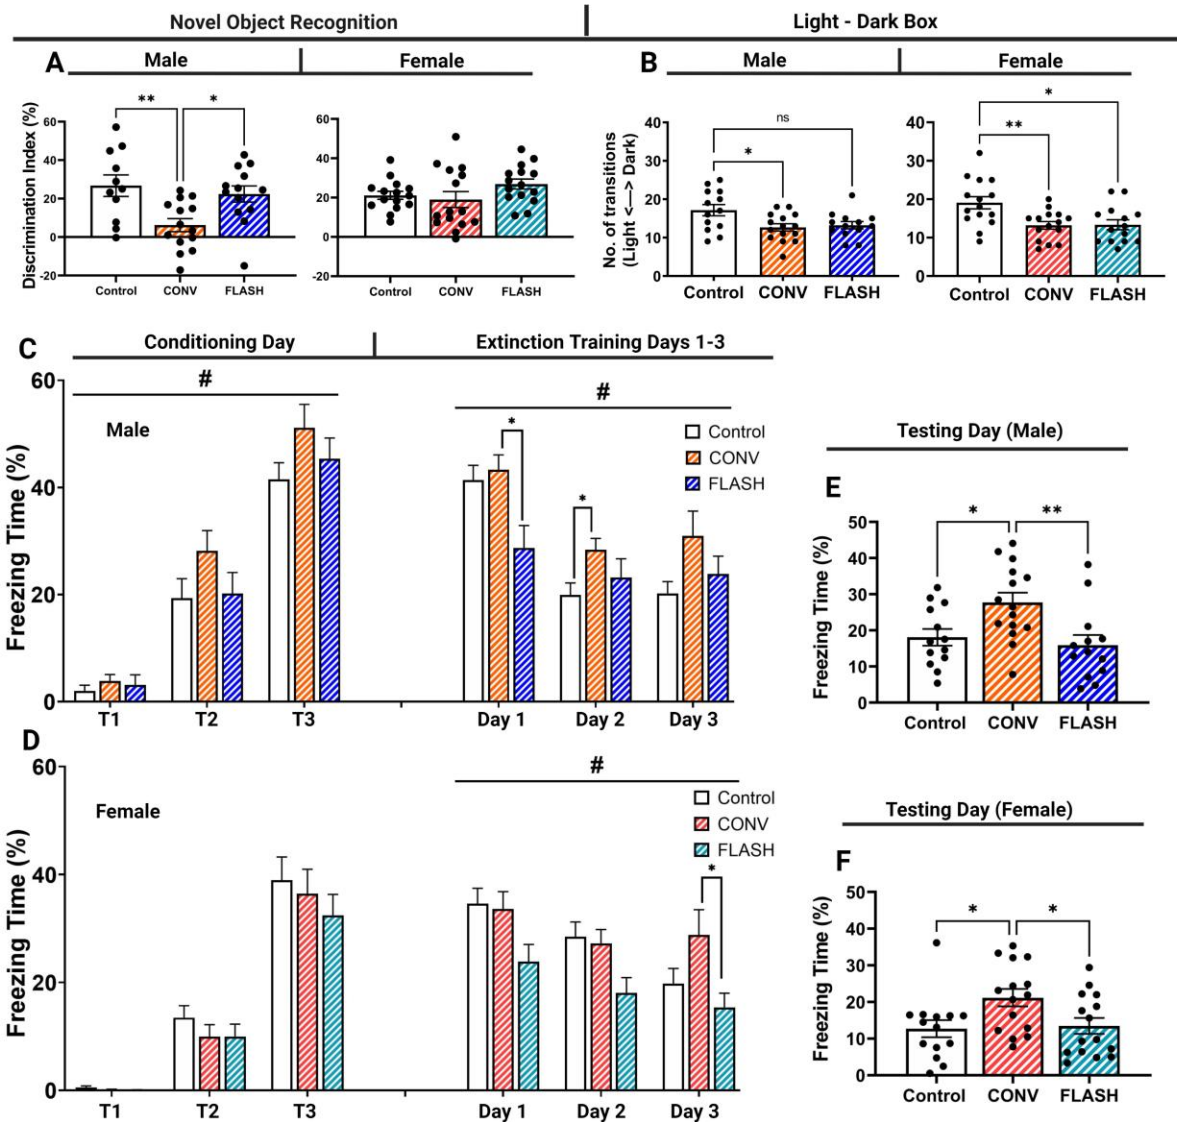 Novel Object Recognition
Light - Dark Box
A
Male
Female
B
Male
Female
Discrimination Index (%)
60
40
20
0
-20
**
*
Control
CONV
FLASH
60
40
20
0
-20
Control
CONV
FLASH
No. of transitions
(Light <---> Dark)
40
30
20
10
0
ns
*
Control
CONV
FLASH
40
30
20
10
0
*
**
Control
CONV
FLASH
C
Conditioning Day
Extinction Training Days 1-3
Freezing Time (%)
60
40
20
0
#
#
Male
*
*
Control
CONV
FLASH
T1
T2
T3
Day 1
Day 2
Day 3
Testing Day (Male)
E
Freezing Time (%)
50
40
30
20
10
0
*
**
Control
CONV
FLASH
D
Freezing Time (%)
60
40
20
0
#
Female
Control
CONV
FLASH
*
T1
T2
T3
Day 1
Day 2
Day 3
Testing Day (Female)
F
Freezing Time (%)
50
40
30
20
10
0
*
*
Control
CONV
FLASH